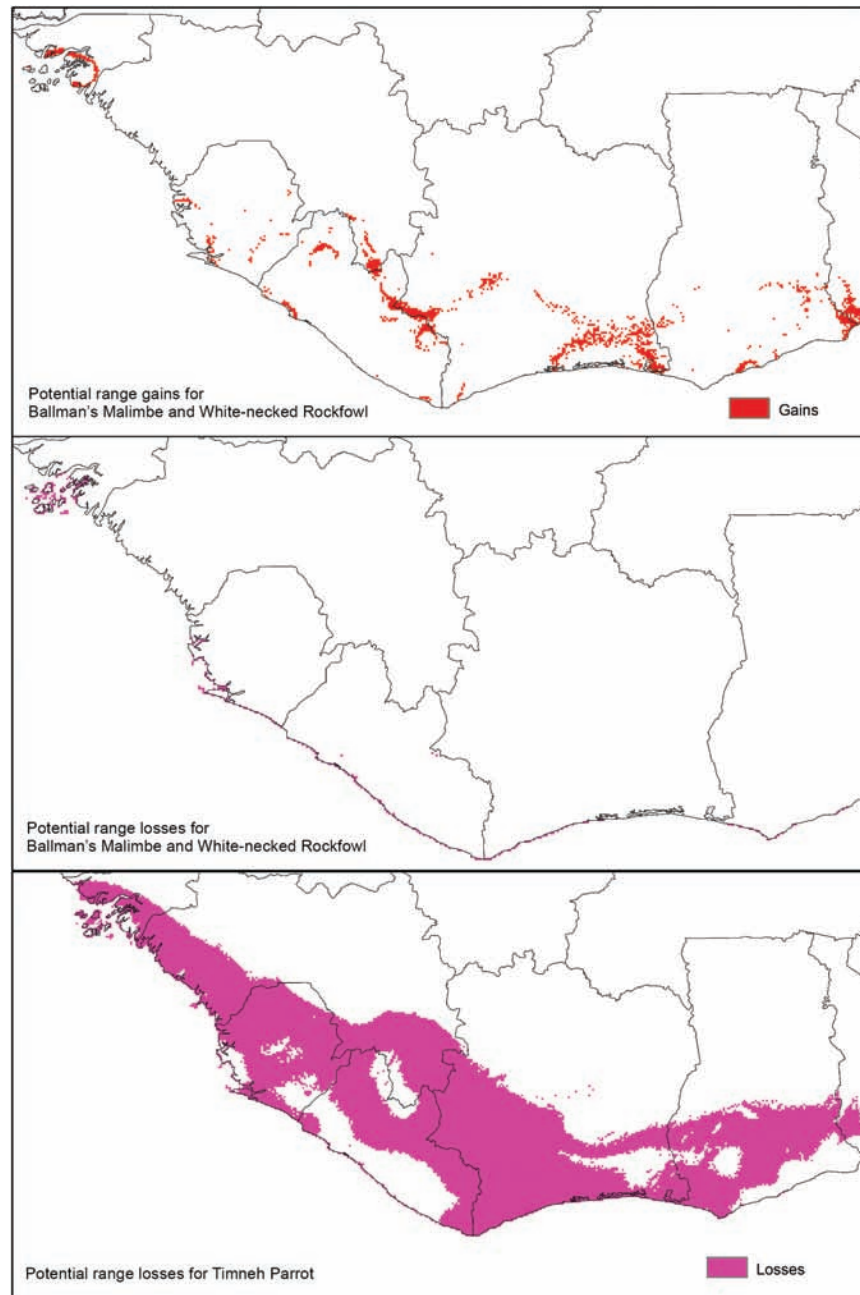 Potential range gains for
Ballman's Malimbe and White-necked Rockfowl
Gains
Potential range losses for
Ballman's Malimbe and White-necked Rockfowl
Potential range losses for Timneh Parrot
Losses